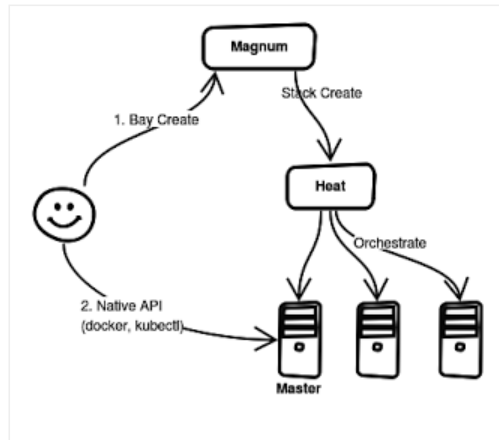 Magnum
Stack Create
1. Bay Create
Heat
Orchestrate
2. Native API
(docker, kubectl)
Master